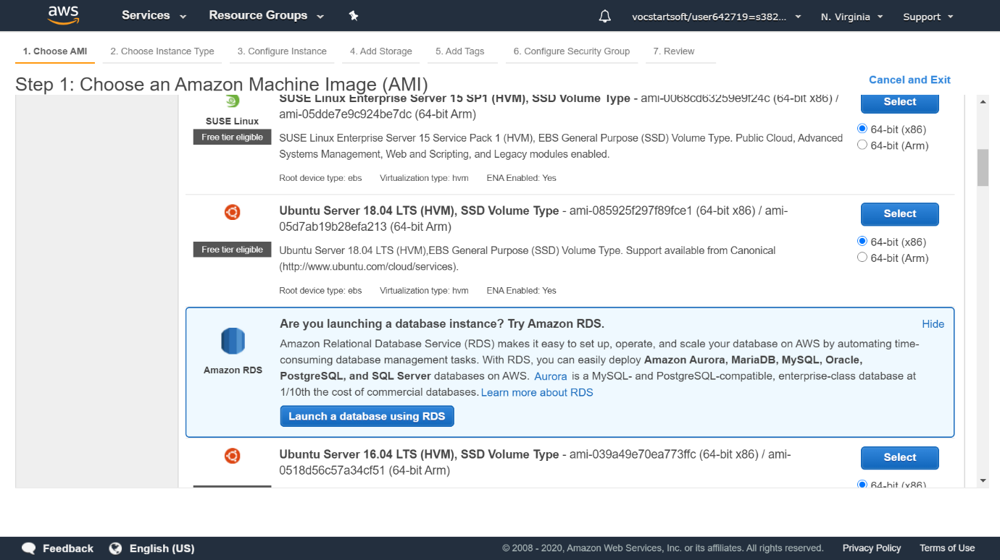 aws
Services
Resource Groups
vocstartsoft/user642719=s382...
N. Virginia
Support
1. Choose AMI
2. Choose Instance Type
3. Configure Instance
4. Add Storage
5. Add Tags
6. Configure Security Group
7. Review
Step 1: Choose an Amazon Machine Image (AMI)
Cancel and Exit
SUSE Linux
Free tier eligible
SUSE Linux Enterprise Server 15 SP1 (HVM), SSD Volume Type - ami-0068cd63259e9f24c (64-bit x86) /
ami-05dde7e9c924be7dc (64-bit Arm)
SUSE Linux Enterprise Server 15 Service Pack 1 (HVM), EBS General Purpose (SSD) Volume Type. Public Cloud, Advanced
Systems Management, Web and Scripting, and Legacy modules enabled.
Root device type: ebs
Virtualization type: hvm
ENA Enabled: Yes
Select
64-bit (x86)
64-bit (Arm)
Free tier eligible
Ubuntu Server 18.04 LTS (HVM), SSD Volume Type - ami-085925f297f89fce1 (64-bit x86) / ami-
05d7ab19b28efa213 (64-bit Arm)
Ubuntu Server 18.04 LTS (HVM),EBS General Purpose (SSD) Volume Type. Support available from Canonical
(http://www.ubuntu.com/cloud/services).
Root device type: ebs
Virtualization type: hvm
ENA Enabled: Yes
Select
64-bit (x86)
64-bit (Arm)
Amazon RDS
Are you launching a database instance? Try Amazon RDS.
Hide
Amazon Relational Database Service (RDS) makes it easy to set up, operate, and scale your database on AWS by automating time-
consuming database management tasks. With RDS, you can easily deploy Amazon Aurora, MariaDB, MySQL, Oracle,
PostgreSQL, and SQL Server databases on AWS. Aurora is a MySQL- and PostgreSQL-compatible, enterprise-class database at
1/10th the cost of commercial databases. Learn more about RDS
Launch a database using RDS
Ubuntu Server 16.04 LTS (HVM), SSD Volume Type - ami-039a49e70ea773ffc (64-bit x86) / ami-
0518d56c57a34cf51 (64-bit Arm)
Select
64-bit (x86)
Feedback
English (US)
© 2008 - 2020, Amazon Web Services, Inc. or its affiliates. All rights reserved.
Privacy Policy
Terms of Use